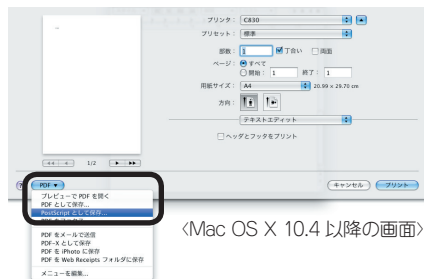 プリンタ： C830
プリセット： 標準
部数： 1 丁合い 両面
ページ： すべて
開始： 1 終了： 1
用紙サイズ： A4 20.99 x 29.70 cm
方向：
テキストエディット
ヘッダとフッタをプリント
1/2
? PDF ▼ キャンセル プリント
プレビューで PDF を開く
PDF として保存...
PostScript として保存...
PDF をメールで送信
PDF-X として保存
PDF を iPhoto に保存
PDF を Web Receipts フォルダに保存
メニューを編集...
〈Mac OS X 10.4 以降の画面〉